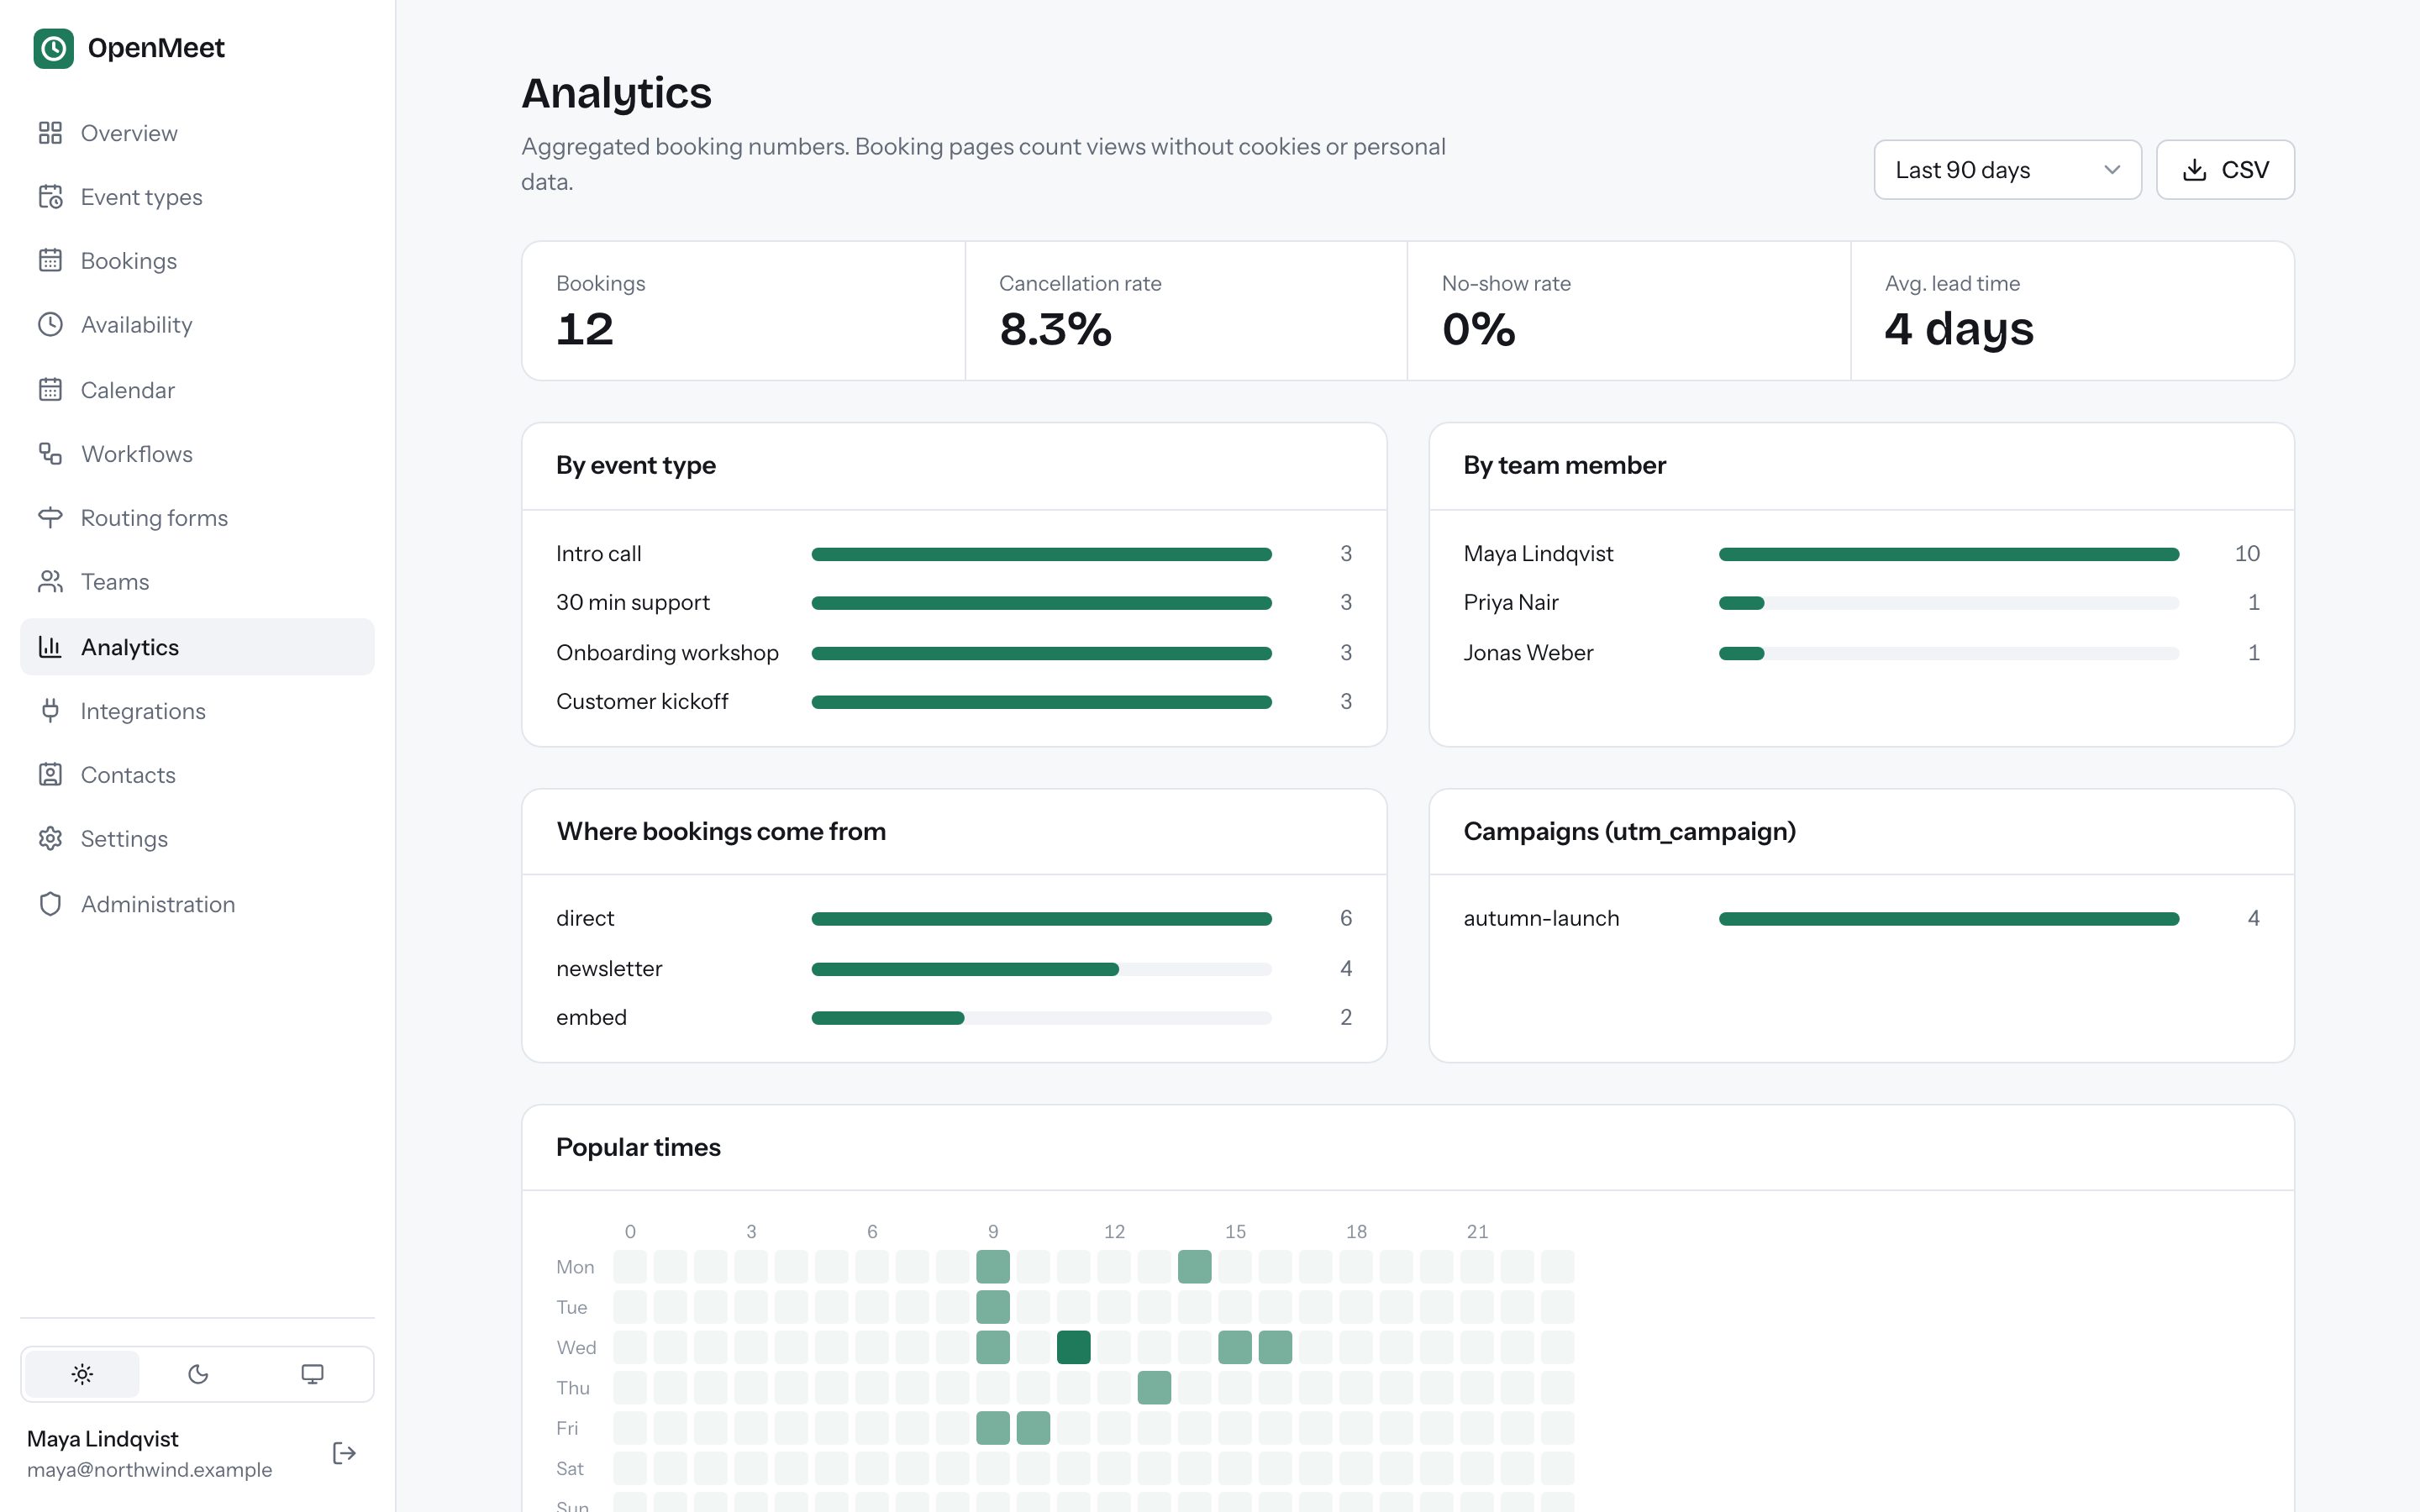 OpenMeet
Overview
Event types
Bookings
Availability
Calendar
Workflows
Routing forms
Teams
Analytics
Integrations
Contacts
Settings
Administration
Maya Lindqvist
maya@northwind.example
Analytics
Aggregated booking numbers. Booking pages count views without cookies or personal
data.
Last 90 days
CSV
Bookings
12
Cancellation rate
8.3%
No-show rate
0%
Avg. lead time
4 days
By event type
Intro call 3
30 min support 3
Onboarding workshop 3
Customer kickoff 3
By team member
Maya Lindqvist 10
Priya Nair 1
Jonas Weber 1
Where bookings come from
direct 6
newsletter 4
embed 2
Campaigns (utm_campaign)
autumn-launch 4
Popular times
0 3 6 9 12 15 18 21
Mon
Tue
Wed
Thu
Fri
Sat
Sun